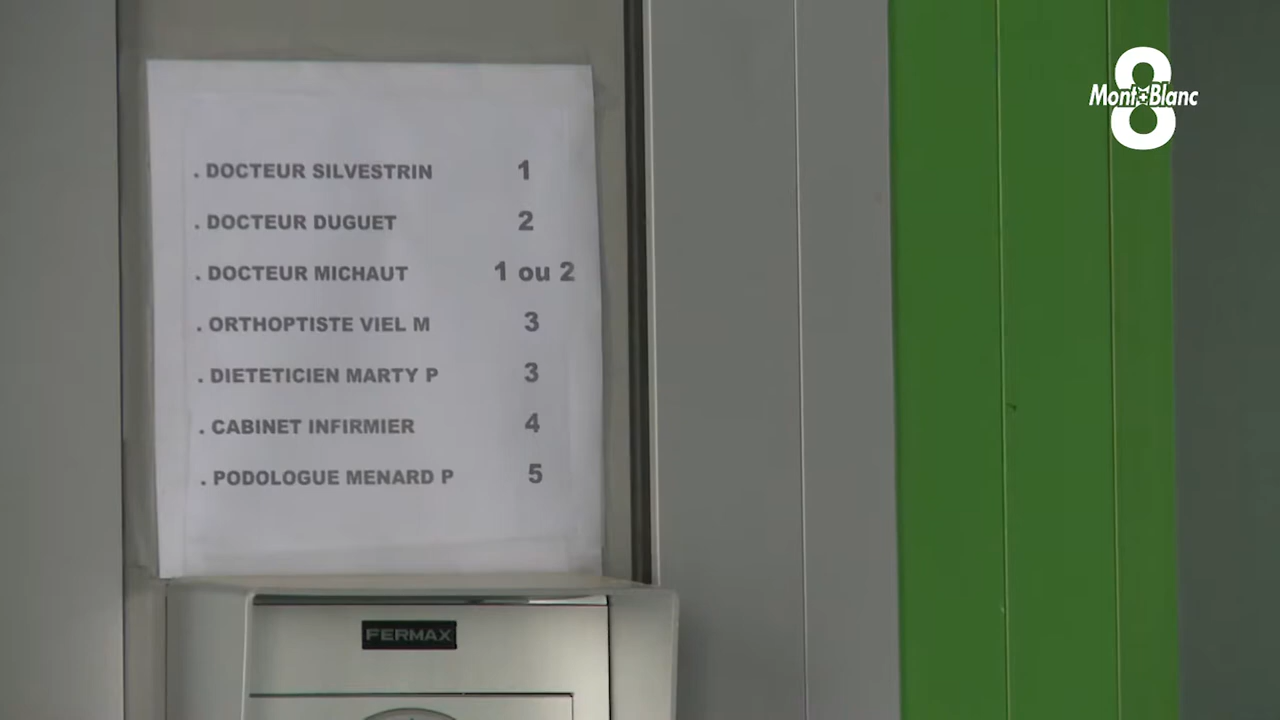 8
Mont Blanc
. DOCTEUR SILVESTRIN 1
. DOCTEUR DUGUET 2
. DOCTEUR MICHAUT 1 ou 2
. ORTHOPTISTE VIEL M 3
. DIETETICIEN MARTY P 3
. CABINET INFIRMIER 4
. PODOLOGUE MENARD P 5
FERMAX